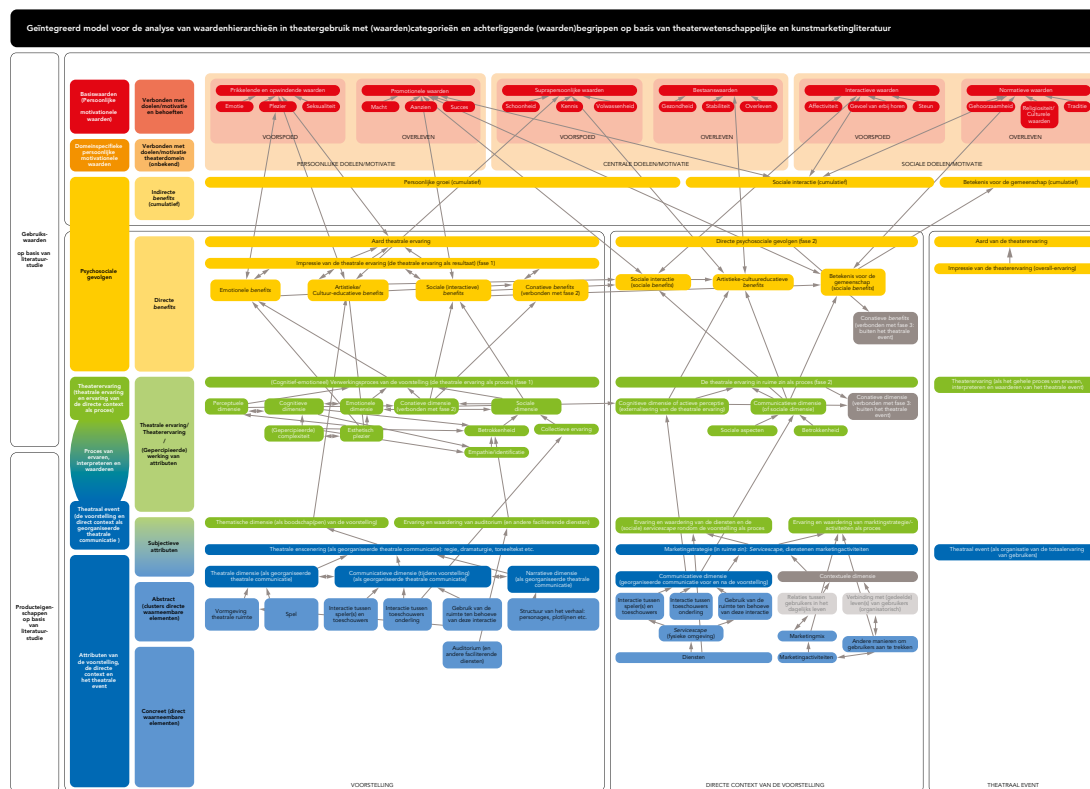 Geïntegreerd model voor de analyse van waardenhierarchieën in theatergebruik met (waarden)categorieën en achterliggende (waarden)begrippen op basis van theaterwetenschappelijke en kunstmarketingliteratuur
Gebruiks-
waarden
op basis van
literatuur-
studie
Producteigen-
schappen
op basis
van
literatuur-
studie
Basiswaarden
(Persoonlijke
motivationele
waarden)
Verbonden met
doelen/motivatie
en behoeften
Domeinspecifieke
persoonlijke
motivationele
waarden
Verbonden met
doelen/motivatie
theaterdomein
(onbekend)
Psychosociale
gevolgen
Indirecte
benefits
(cumulatief)
Directe
benefits
Theaterervaring
(theatrale ervaring
en ervaring van
de directe context
als proces)
Proces van
ervaren,
interpreteren en
waarderen
Theatrale ervaring/
Theaterervaring
/
(Gepercipieerde)
werking van
attributen
Theatraal event
(de voorstelling en
direct context als
georganiseerde
theatrale
communicatie )
Subjectieve
attributen
Attributen van
de voorstelling,
de directe
context en
het theatrale
event
Abstract
(clusters directe
waarneembare
elementen)
Concreet (direct
waarneembare
elementen)
Prikkelende en opwindende waarden
Emotie
Plezier
Seksualiteit
VOORSPOED
Promotionele waarden
Macht
Aanzien
Succes
OVERLEVEN
PERSOONLIJKE DOELEN/MOTIVATIE
Suprapersoonlijke waarden
Schoonheid
Kennis
Volwassenheid
VOORSPOED
Bestaanswaarden
Gezondheid
Stabiliteit
Overleven
OVERLEVEN
CENTRALE DOELEN/MOTIVATIE
Interactieve waarden
Affectiviteit
Gevoel van erbij horen
Steun
VOORSPOED
Normatieve waarden
Gehoorzaamheid
Religiositeit/
Culturele
waarden
Traditie
OVERLEVEN
SOCIALE DOELEN/MOTIVATIE
Persoonlijke groei (cumulatief)
Sociale interactie (cumulatief)
Betekenis voor de gemeenschap (cumulatief)
Aard theatrale ervaring
Impressie van de theatrale ervaring (de theatrale ervaring als resultaat) (fase 1)
Emotionele benefits
Artistieke/
Cultuur-educatieve benefits
Sociale (interactieve)
benefits
Conatieve benefits
(verbonden met fase 2)
Directe psychosociale gevolgen (fase 2)
Sociale interactie
(sociale benefits)
Artistieke-cultuureducatieve
benefits
Betekenis voor de
gemeenschap
(sociale benefits)
Conatieve benefits
(verbonden met fase 3:
buiten het theatrale
event)
Aard van de theaterervaring
Impressie van de theaterervaring (overall-ervaring)
(Cognitief-emotioneel) Verwerkingsproces van de voorstelling (de theatrale ervaring als proces) (fase 1)
Perceptuele
dimensie
Cognitieve
dimensie
Emotionele
dimensie
Conatieve dimensie
(verbonden met fase 2)
Sociale
dimensie
(Gepercipieerde)
complexiteit
Esthetisch
plezier
Betrokkenheid
Collectieve ervaring
Empathie/identificatie
De theatrale ervaring in ruime zin als proces (fase 2)
Cognitieve dimensie of actieve perceptie
(externalisering van de theatrale ervaring)
Communicatieve dimensie
(of sociale dimensie)
Conatieve dimensie
(verbonden met fase 3:
buiten het theatrale
event)
Sociale aspecten
Betrokkenheid
Theaterervaring (als het gehele proces van ervaren,
interpreteren en waarderen van het theatrale event)
Thematische dimensie (als boodschap(pen) van de voorstelling)
Ervaring en waardering van auditorium (en andere faciliterende diensten)
Ervaring en waardering van de diensten en de
(sociale) servicescape rondom de voorstelling als proces
Ervaring en waardering van marketingstrategie/
activiteiten als proces
Theatrale enscenering (als georganiseerde theatrale communicatie): regie, dramaturgie, toneeltekst etc.
Theatrale dimensie (als georganiseerde
theatrale communicatie)
Communicatieve dimensie (tijdens voorstelling)
(als georganiseerde theatrale communicatie)
Narratieve dimensie
(als georganiseerde theatrale
communicatie)
Vormgeving
theatrale ruimte
Spel
Interactie tussen
speler(s) en
toeschouwers
Interactie tussen
toeschouwers
onderling
Gebruik van de
ruimte ten behoeve
van deze interactie
Structuur van het verhaal:
personages, plotlijnen etc.
Auditorium (en
andere faciliterende
diensten)
Marketingstrategie (in ruime zin): Servicescape, diensten en marketingactiviteiten
Communicatieve dimensie
(georganiseerde communicatie voor en na de voorstelling)
Contextuele dimensie
Interactie tussen
speler(s) en
toeschouwers
Interactie tussen
toeschouwers
onderling
Gebruik van de
ruimte ten behoeve
van deze interactie
Relaties tussen
gebruikers in het
dagelijks leven
Verbinding met (gedeelde)
leven(s) van gebruikers
(organisatorisch)
Servicescape
(fysieke omgeving)
Marketingmix
Andere manieren om
gebruikers aan te trekken
Diensten
Marketingactiviteiten
Theatraal event (als organisatie van de totaalervaring
van gebruikers)
VOORSTELLING
DIRECTE CONTEXT VAN DE VOORSTELLING
THEATRAAL EVENT